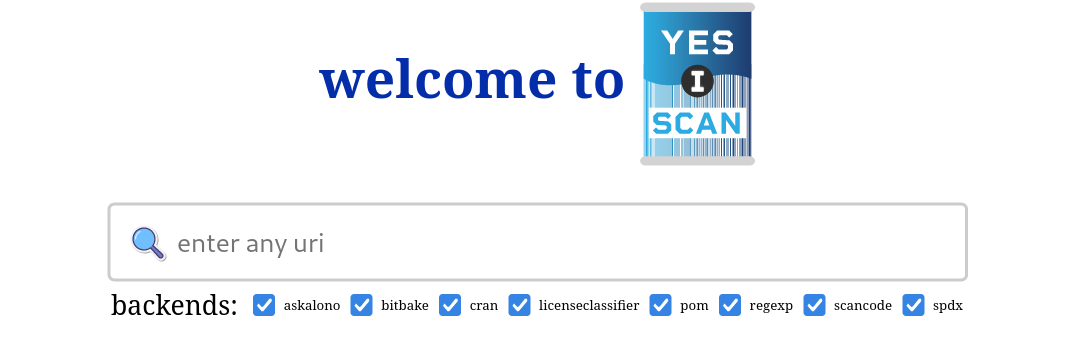 welcome to
YES
I
SCAN
enter any uri
backends: askalono bitbake cran licenseclassifier pom regexp scancode spdx